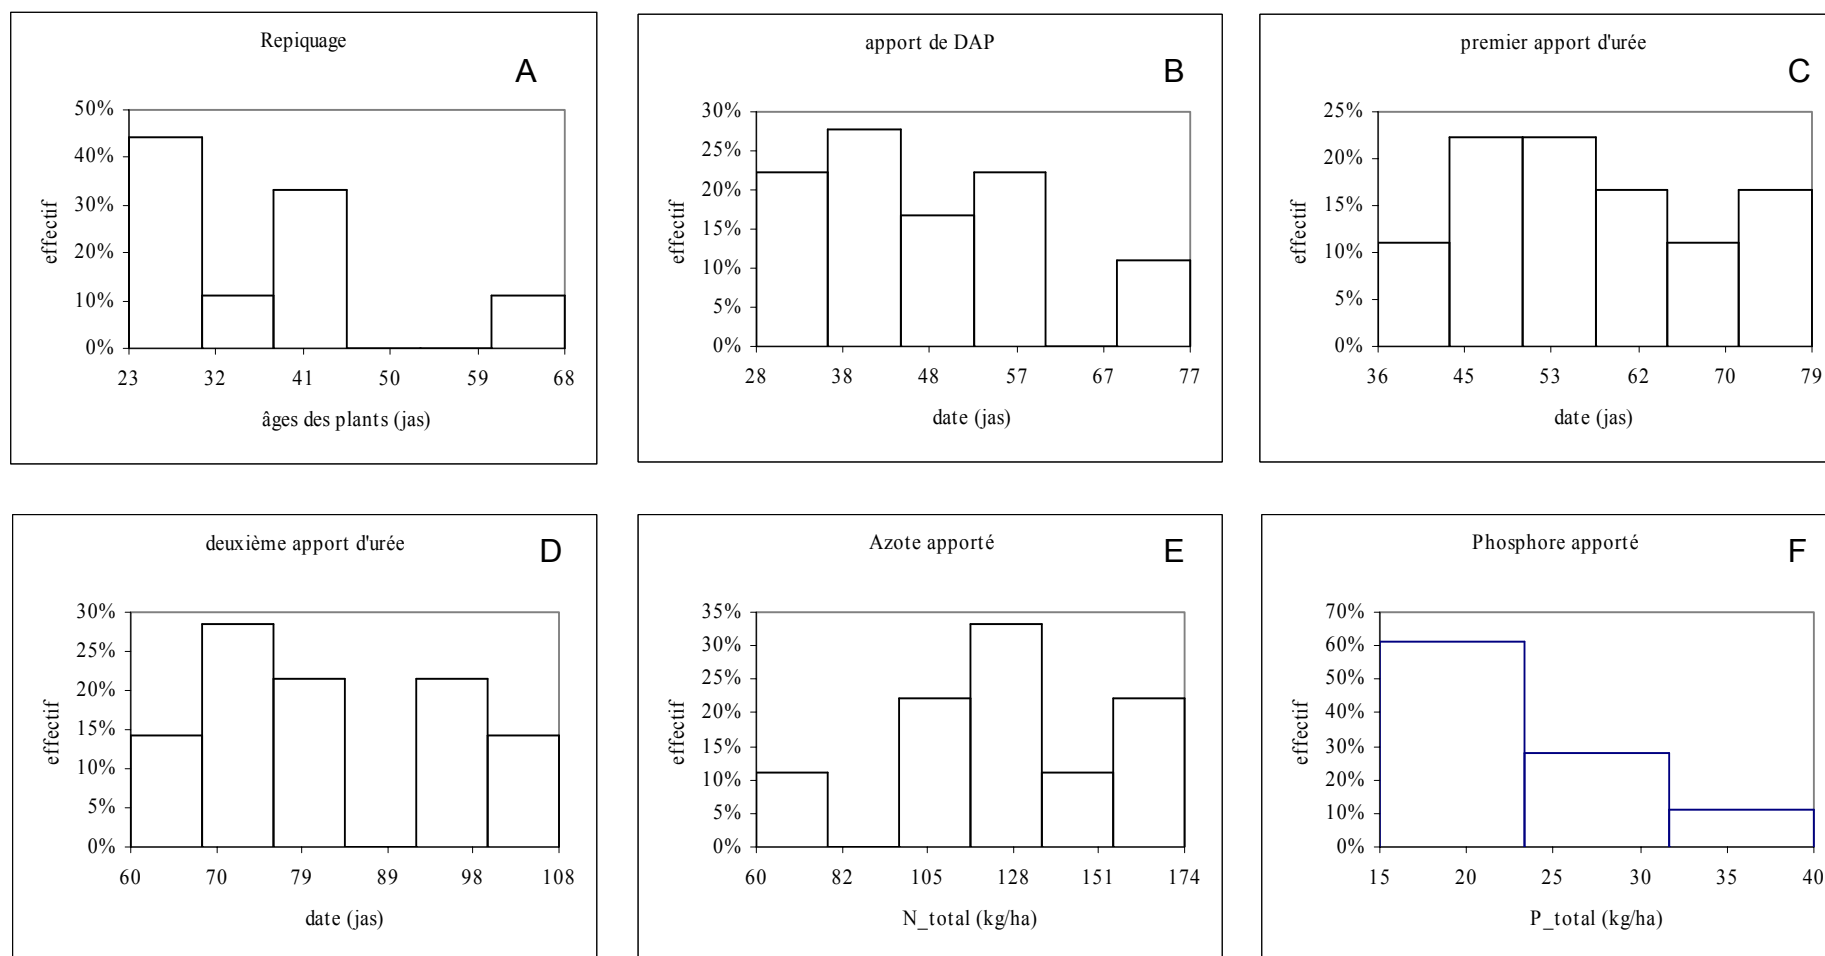 Repiquage
A
50%
40%
30%
20%
10%
0%
effectif
23 32 41 50 59 68
âges des plants (jas)
apport de DAP
B
30%
25%
20%
15%
10%
5%
0%
effectif
28 38 48 57 67 77
date (jas)
premier apport d'urée
C
25%
20%
15%
10%
5%
0%
effectif
36 45 53 62 70 79
date (jas)
deuxième apport d'urée
D
30%
25%
20%
15%
10%
5%
0%
effectif
60 70 79 89 98 108
date (jas)
Azote apporté
E
35%
30%
25%
20%
15%
10%
5%
0%
effectif
60 82 105 128 151 174
N_total (kg/ha)
Phosphore apporté
F
70%
60%
50%
40%
30%
20%
10%
0%
effectif
15 20 25 30 35 40
P_total (kg/ha)